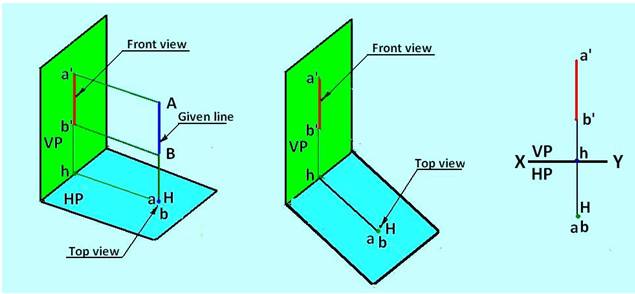 Front view
a'
A
Given line
b'
B
VP
h
HP
a H
b
Top view
Front view
a'
b'
VP
Top view
h
H
a b
a'
b'
VP h
X Y
HP
H
a b